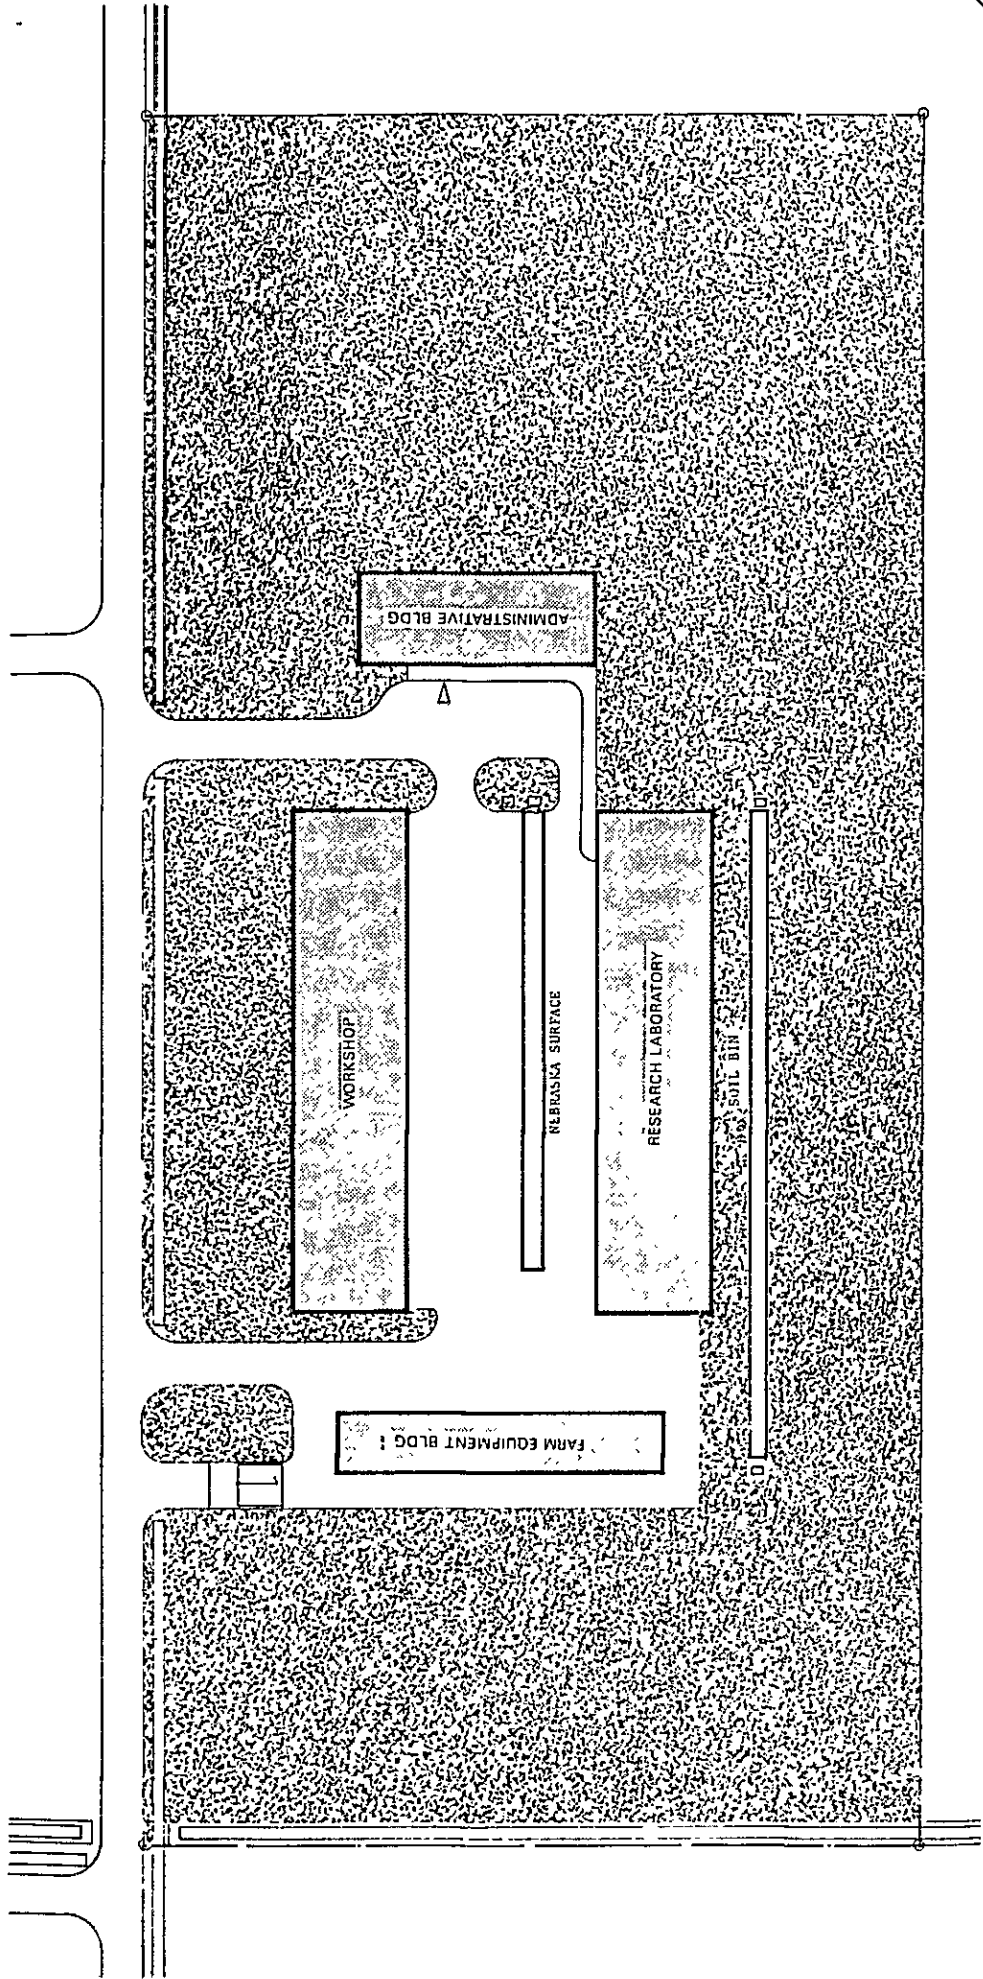 ADMINISTRATIVE BLDG
WORKSHOP
NEBRASKA SURFACE
RESEARCH LABORATORY
SOIL BIN
FARM EQUIPMENT BLDG